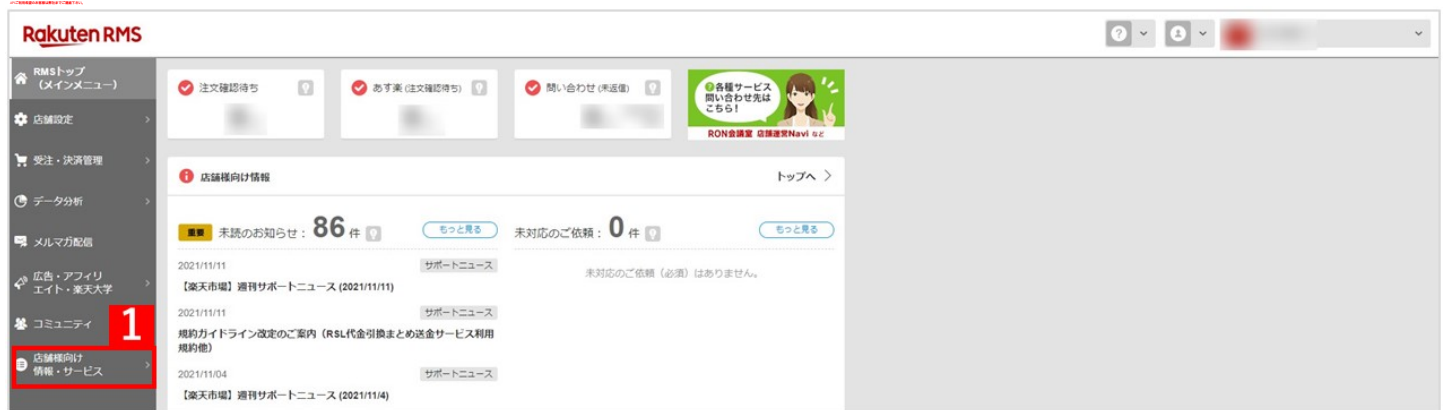 Rakuten RMS
RMSトップ
(メインメニュー)
店舗設定
受注・決済管理
データ分析
メルマガ配信
広告・アフィリ
エイト・楽天大学
コミュニティ
1
店舗様向け
情報・サービス
注文確認待ち
あす楽 (注文確認待ち)
問い合わせ (未返信)
各種サービス
問い合わせ先は
こちら!
RON会議室 店舗運営Navi など
店舗様向け情報
トップへ
重要 未読のお知らせ : 86 件
もっと見る
未対応のご依頼 : 0 件
もっと見る
2021/11/11 サポートニュース
【楽天市場】週刊サポートニュース (2021/11/11)
2021/11/11 サポートニュース
規約ガイドライン改定のご案内(RSL代金引換まとめ送金サービス利用
規約他)
2021/11/04 サポートニュース
【楽天市場】週刊サポートニュース (2021/11/4)
未対応のご依頼(必須)はありません。